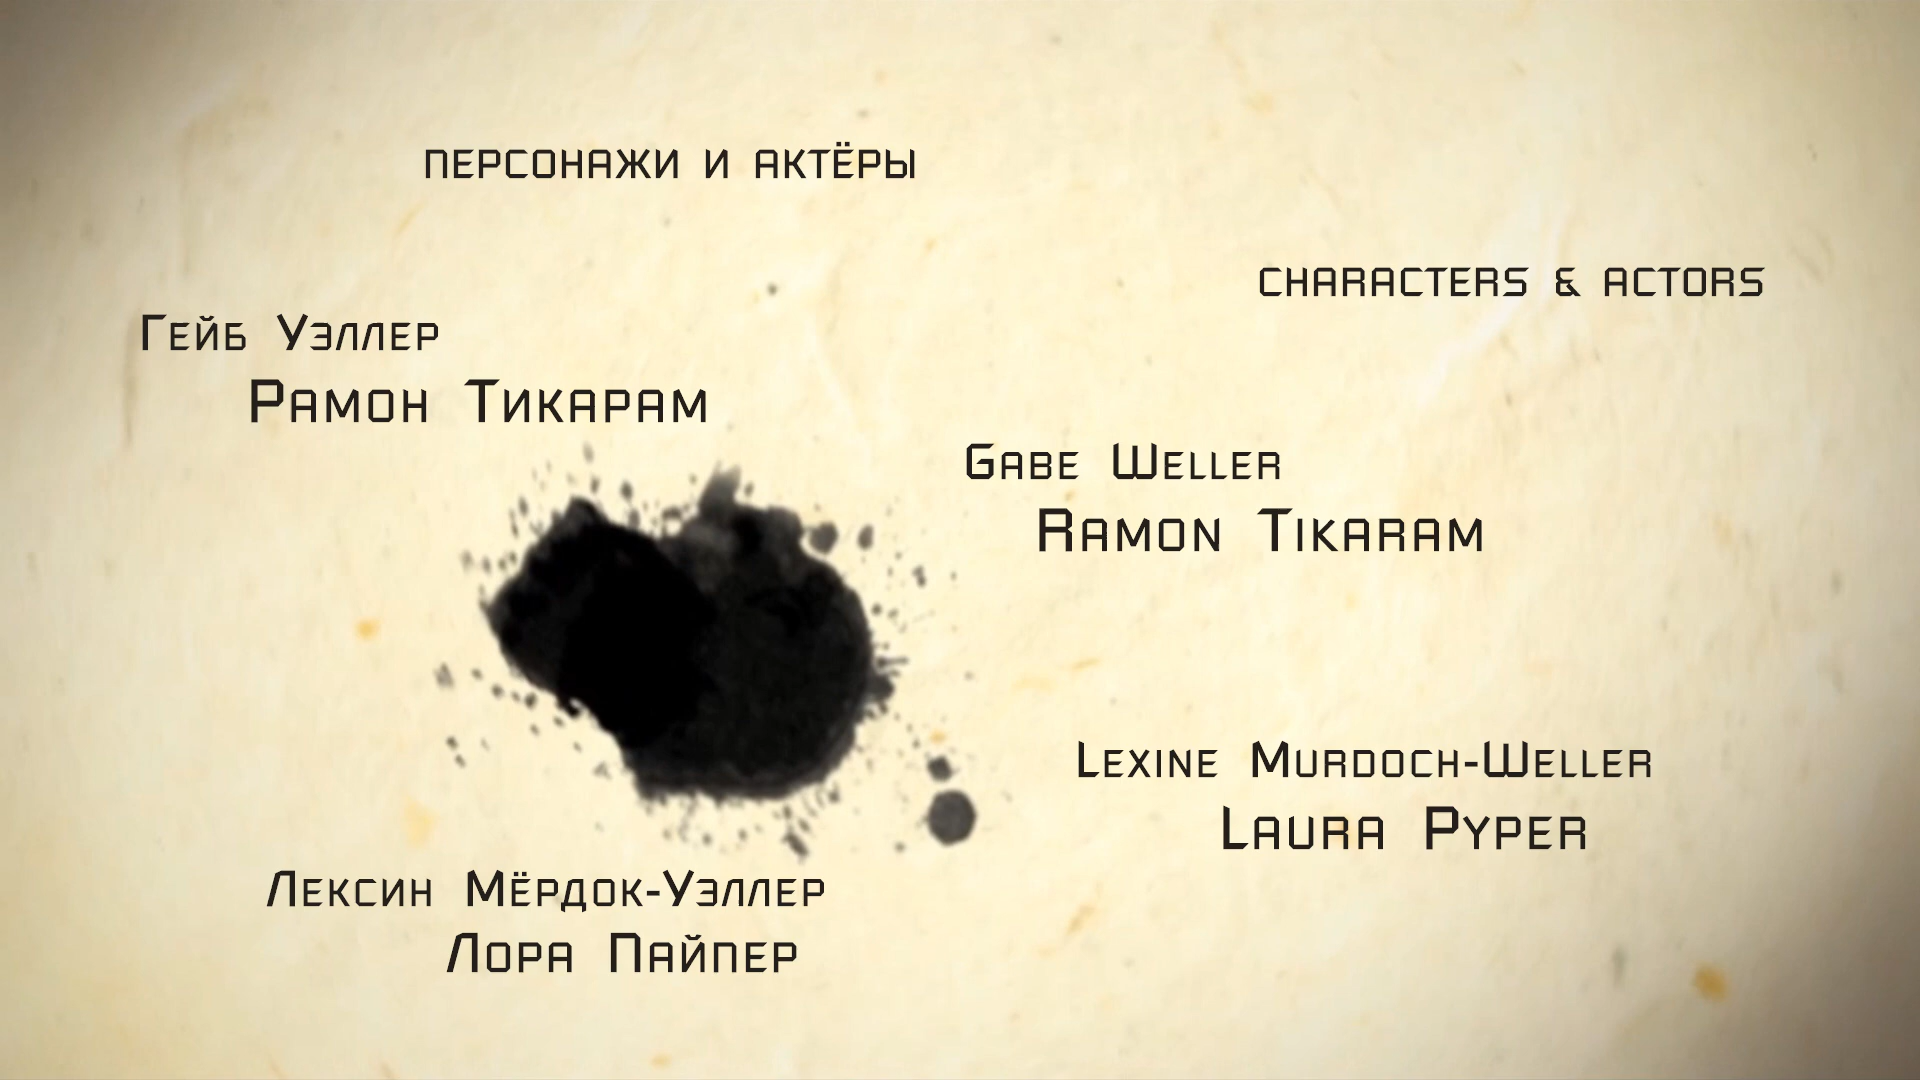 ПЕРСОНАЖИ И АКТЁРЫ
Гейб Уэллер
Рамон Тикарам
Лексин Мёрдок-Уэллер
Лора Пайпер
CHARACTERS & ACTORS
Gabe Weller
Ramon Tikaram
Lexine Murdoch-Weller
Laura Pyper